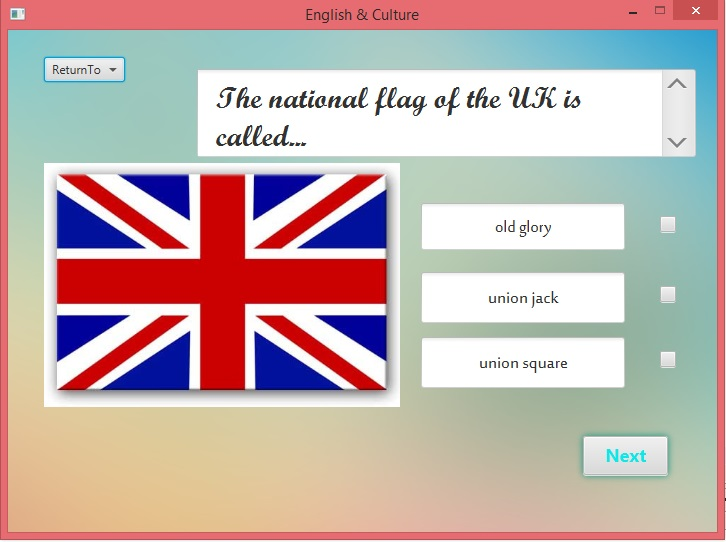 English & Culture
ReturnTo
The national flag of the UK is
called...
old glory
union jack
union square
Next